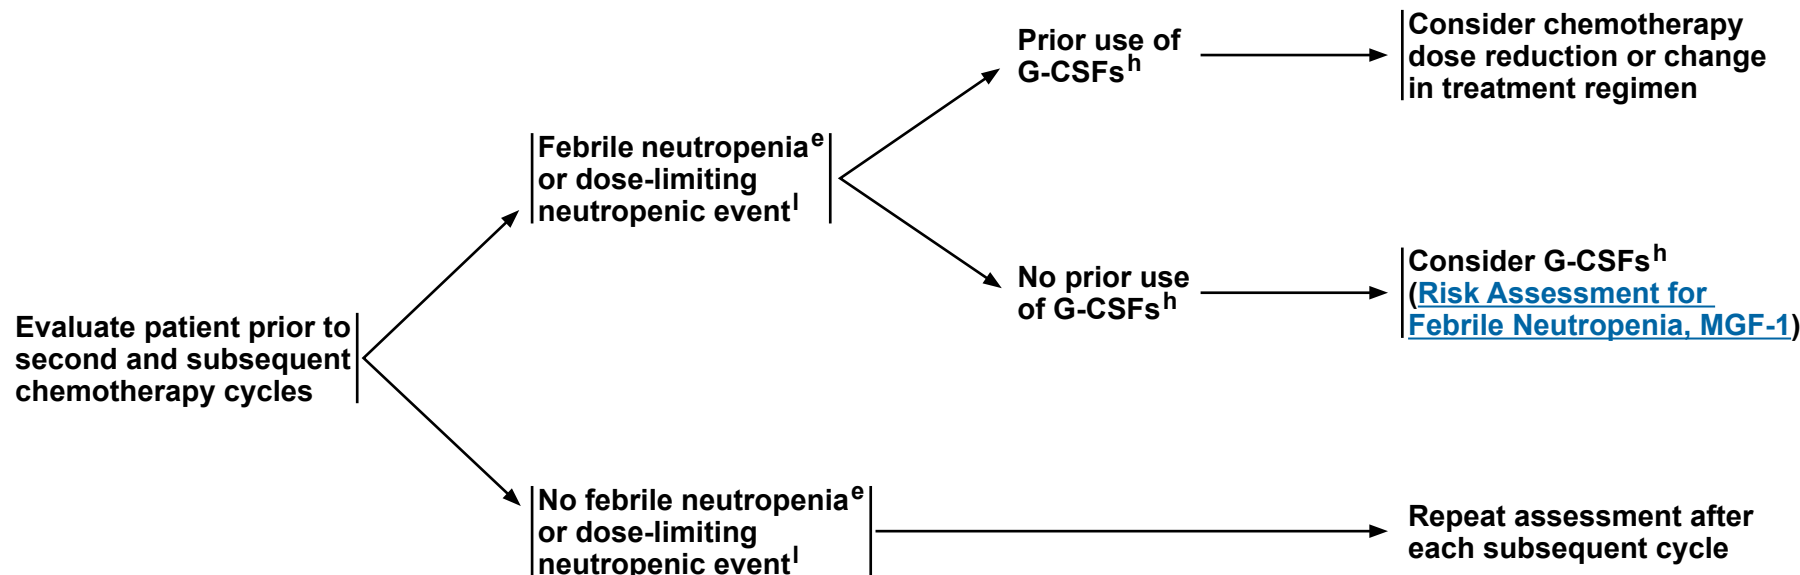 Prior use of
G-CSFsʰ
Consider chemotherapy
dose reduction or change
in treatment regimen
Febrile neutropeniaᵉ
or dose-limiting
neutropenic eventˡ
No prior use
of G-CSFsʰ
Consider G-CSFsʰ
(Risk Assessment for
Febrile Neutropenia, MGF-1)
Evaluate patient prior to
second and subsequent
chemotherapy cycles
No febrile neutropeniaᵉ
or dose-limiting
neutropenic eventˡ
Repeat assessment after
each subsequent cycle